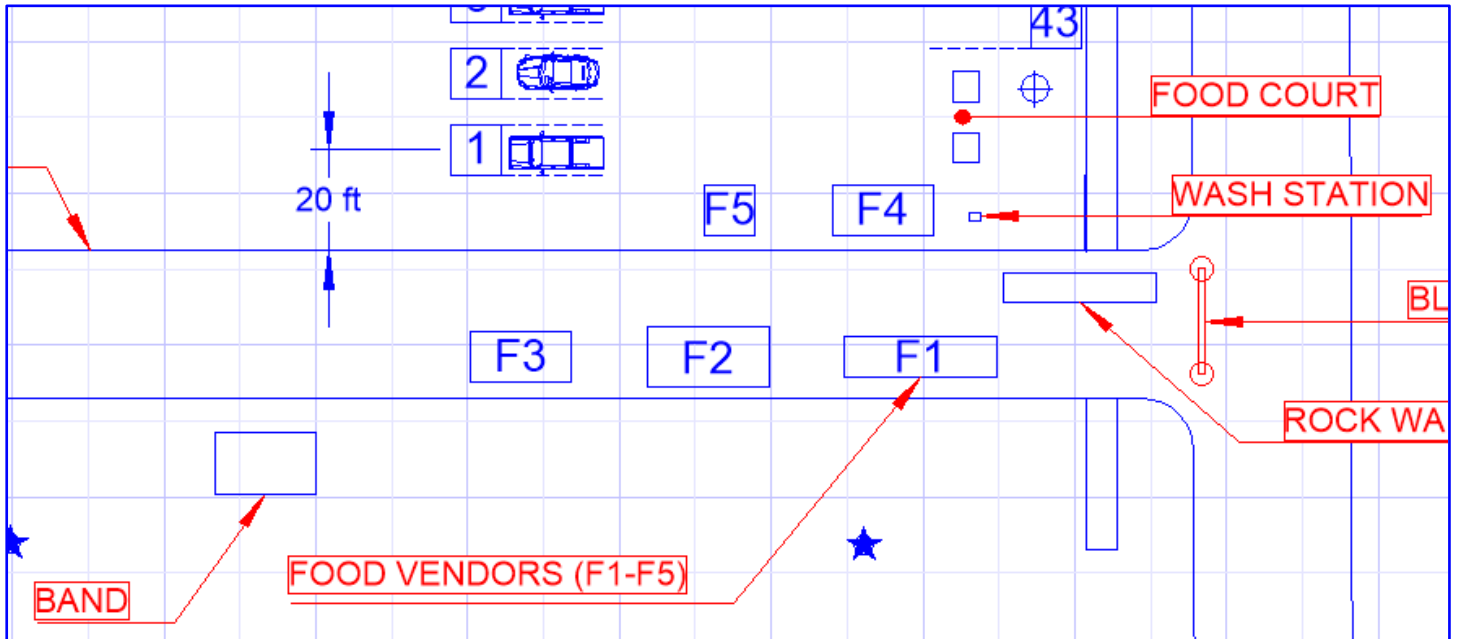 43
2
FOOD COURT
1
20 ft
F5
F4
WASH STATION
BL
F3
F2
F1
ROCK WA
FOOD VENDORS (F1-F5)
BAND